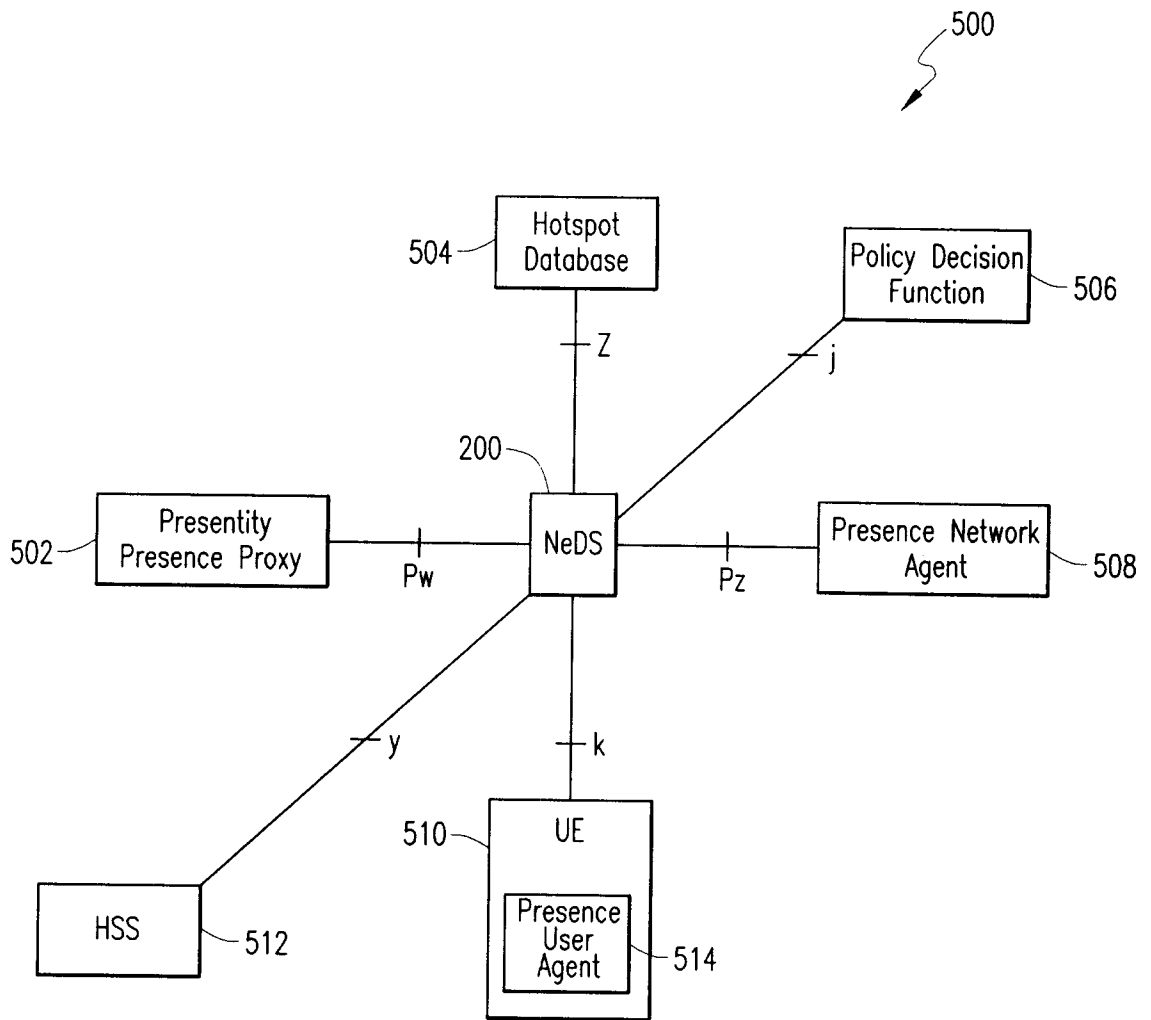 500
Hotspot
Database
504
Policy Decision
Function
506
Z
j
200
NeDS
Presentity
Presence Proxy
502
Pw
Pz
Presence Network
Agent
508
y
k
510
UE
Presence
User
Agent
514
HSS
512